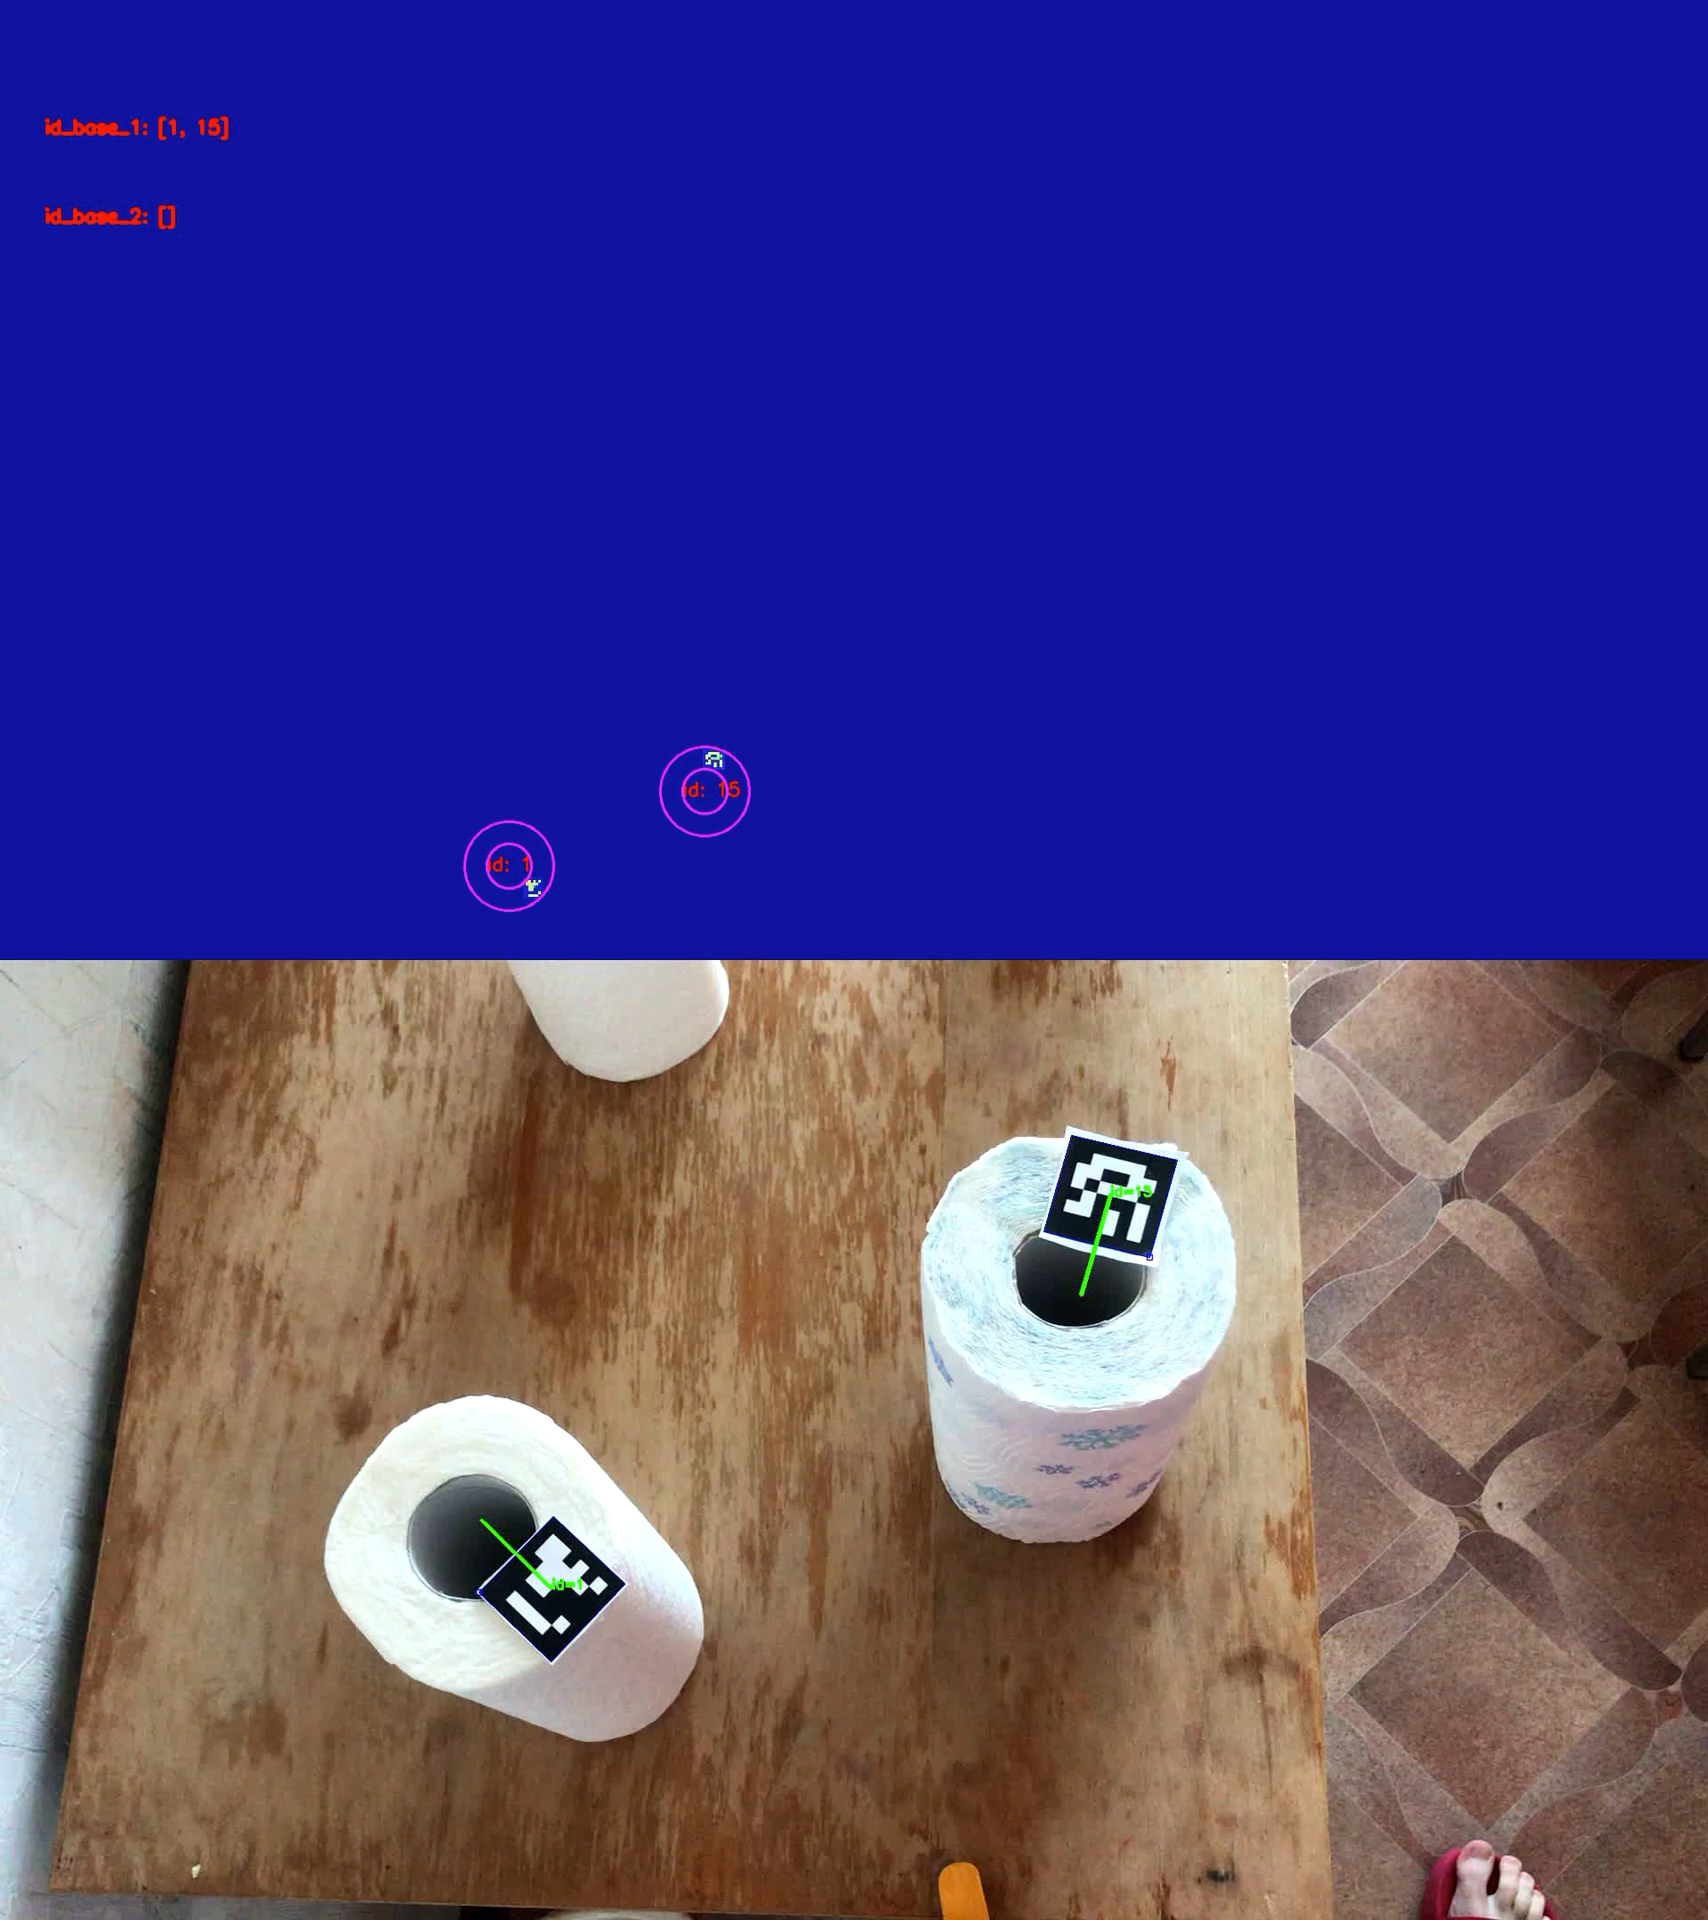 id_base_1: [1, 15]
id_base_2: []
id: 15
id: 1
id=15
id=1